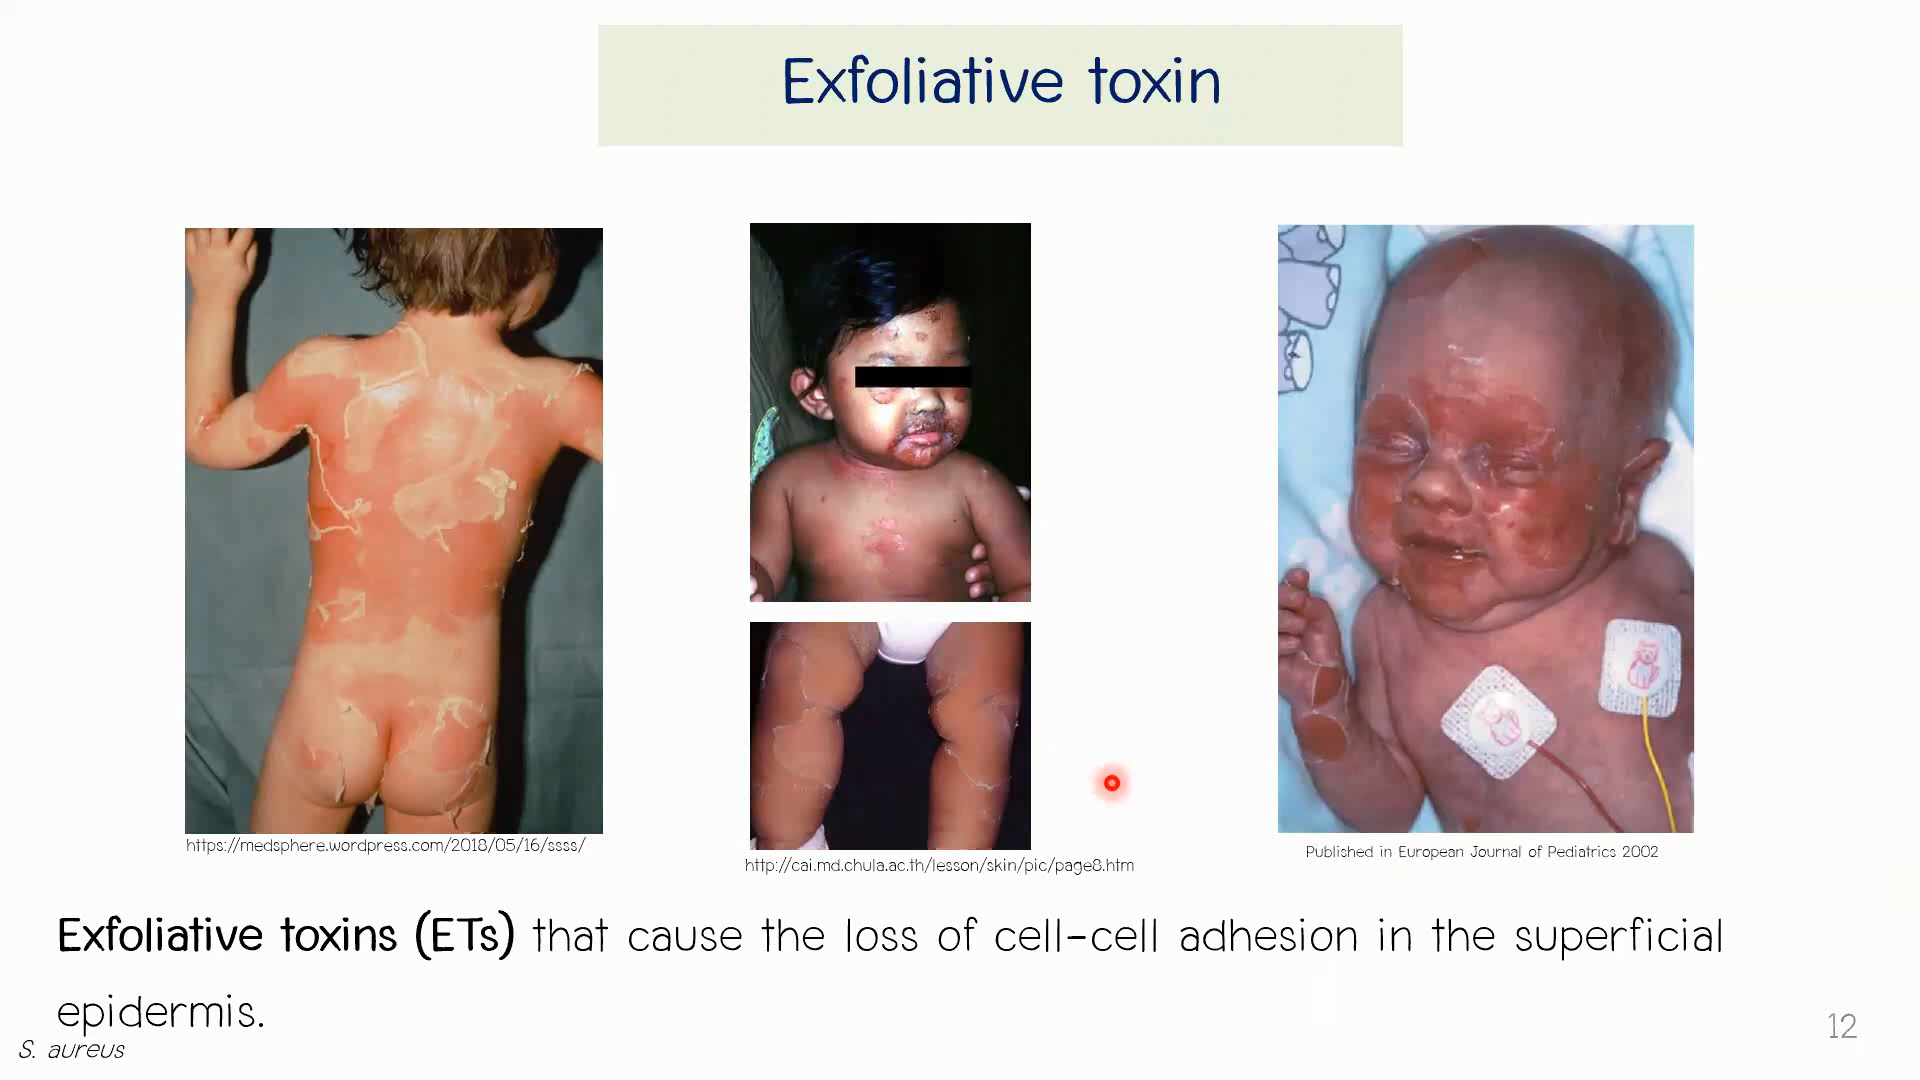 Exfoliative toxin
https://medsphere.wordpress.com/2018/05/16/ssss/
http://cai.md.chula.ac.th/lesson/skin/pic/page8.htm
Published in European Journal of Pediatrics 2002
Exfoliative toxins (ETs) that cause the loss of cell-cell adhesion in the superficial
epidermis.
S. aureus
12